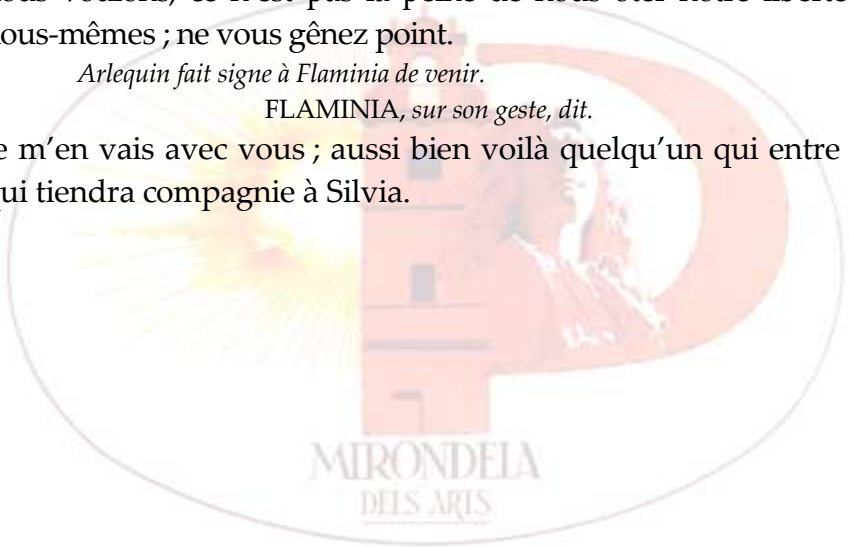 nous-mêmes ; ne vous gênez point.
Arlequin fait signe à Flaminia de venir.
FLAMINIA, sur son geste, dit.
e m'en vais avec vous ; aussi bien voilà quelqu'un qui entre
ui tiendra compagnie à Silvia.
MIRONDELA
DELS ARTS